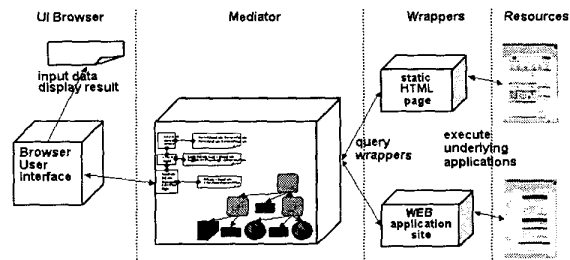 UI Browser
Mediator
Wrappers
Resources
input data
display result
static
HTML
page
Browser
User
Interface
query
wrappers
execute
underlying
applications
WEB
application
site